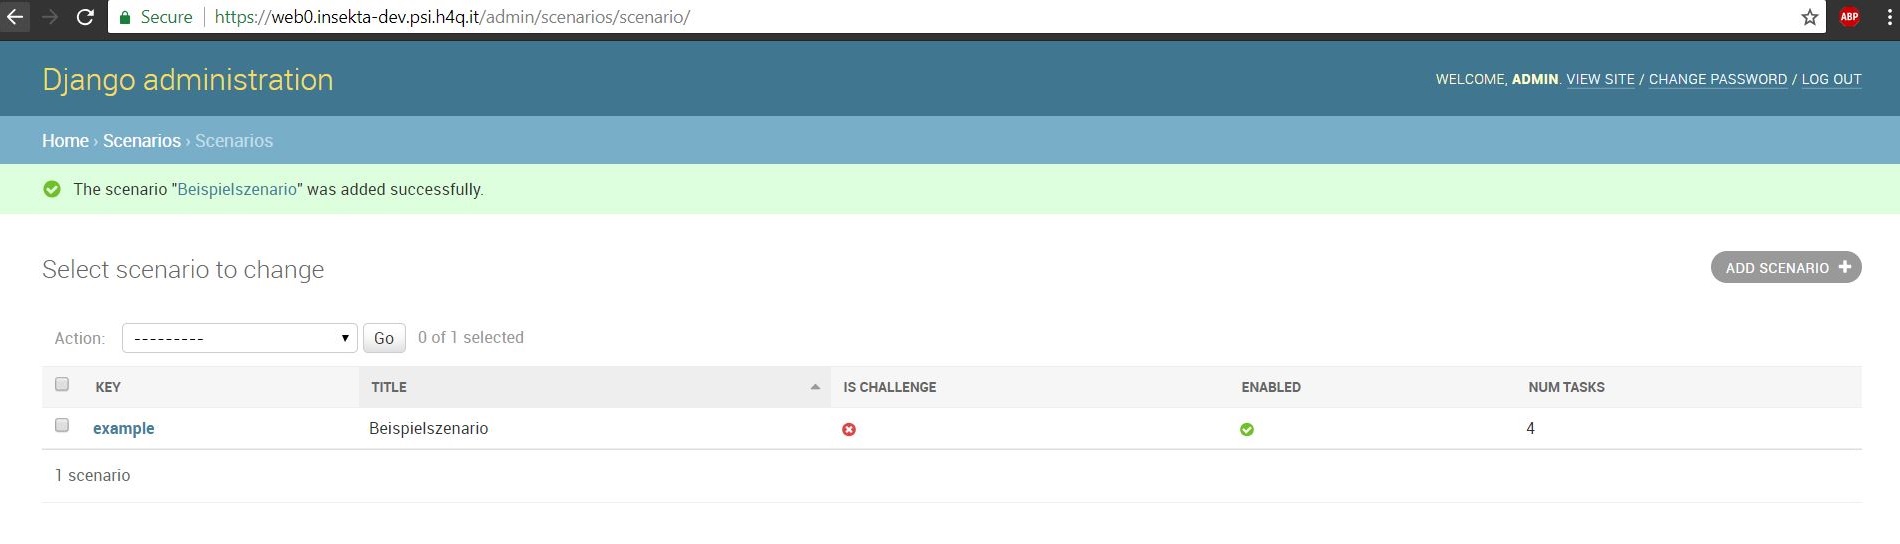 Secure https://web0.insekta-dev.psi.h4q.it/admin/scenarios/scenario/ ABP
Django administration
WELCOME, ADMIN. VIEW SITE / CHANGE PASSWORD / LOG OUT
Home › Scenarios › Scenarios
The scenario "Beispielszenario" was added successfully.
Select scenario to change
ADD SCENARIO +
Action: --------- Go 0 of 1 selected
KEY TITLE IS CHALLENGE ENABLED NUM TASKS
example Beispielszenario 4
1 scenario